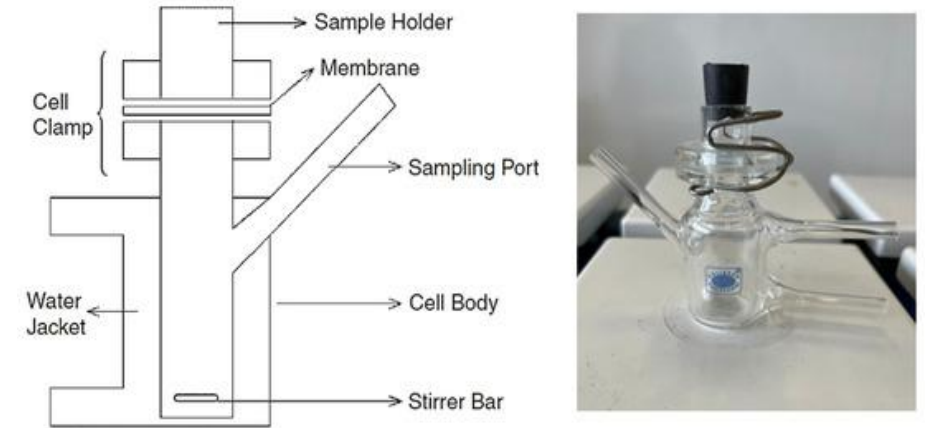 Sample Holder
Membrane
Cell
Clamp
Sampling Port
Water
Jacket
Cell Body
Stirrer Bar